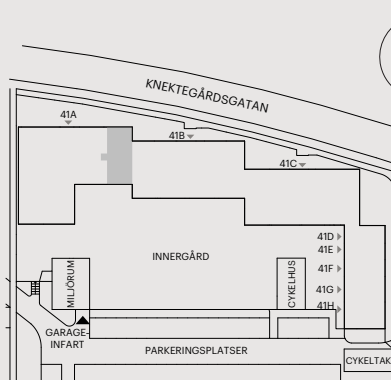 KNEKTEGÅRDSGATAN
41A
41B
41C
41D
41E
INNERGÅRD
41F
MILJÖRUM
CYKELHUS
41G
41H
GARAGE-
INFART
PARKERINGSPLATSER
CYKELTAK